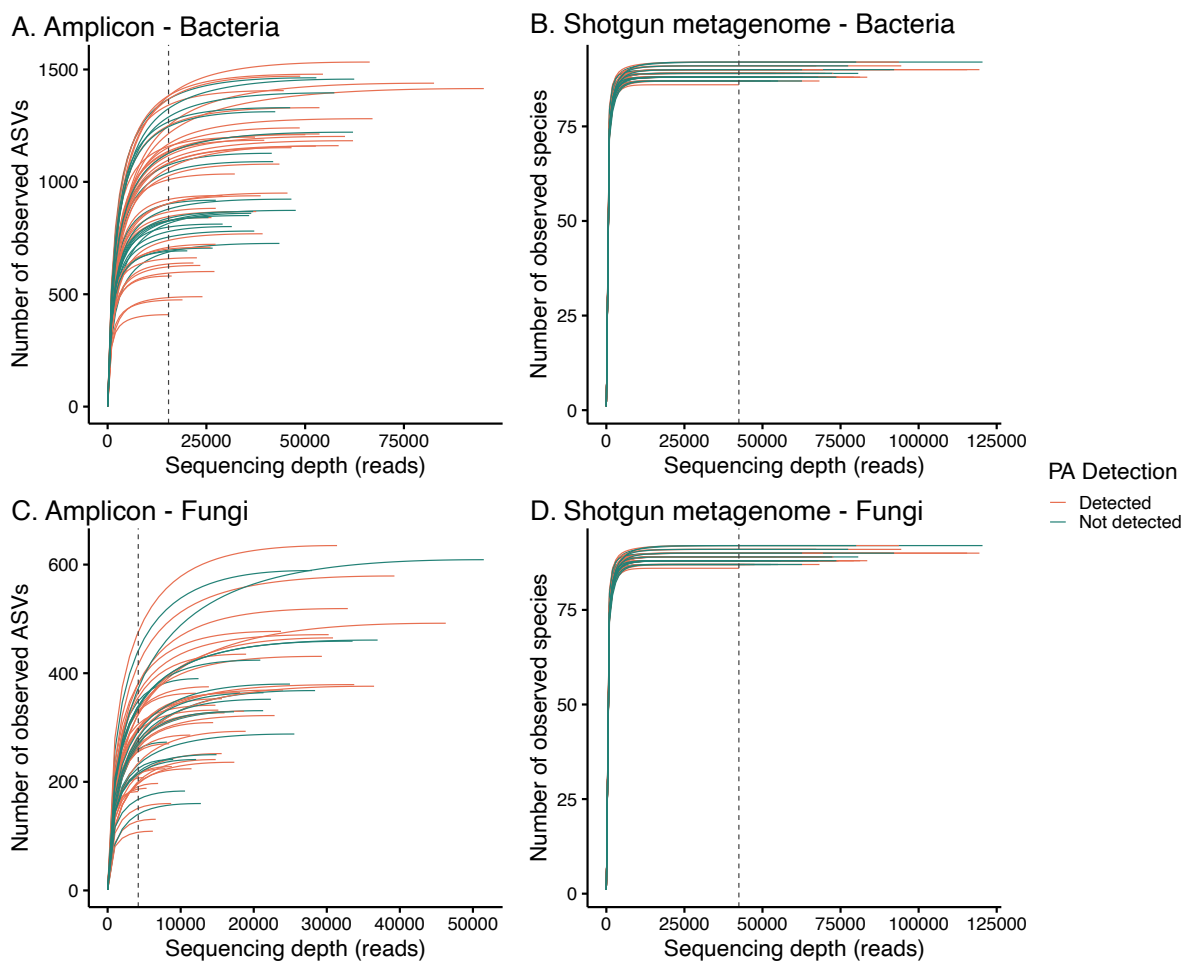 A. Amplicon - Bacteria
Number of observed ASVs
1500
1000
500
0
0 25000 50000 75000
Sequencing depth (reads)
B. Shotgun metagenome - Bacteria
Number of observed species
75
50
25
0
0 25000 50000 75000 100000 125000
Sequencing depth (reads)
C. Amplicon - Fungi
Number of observed ASVs
600
400
200
0
0 10000 20000 30000 40000 50000
Sequencing depth (reads)
D. Shotgun metagenome - Fungi
Number of observed species
75
50
25
0
0 25000 50000 75000 100000 125000
Sequencing depth (reads)
PA Detection
Detected
Not detected